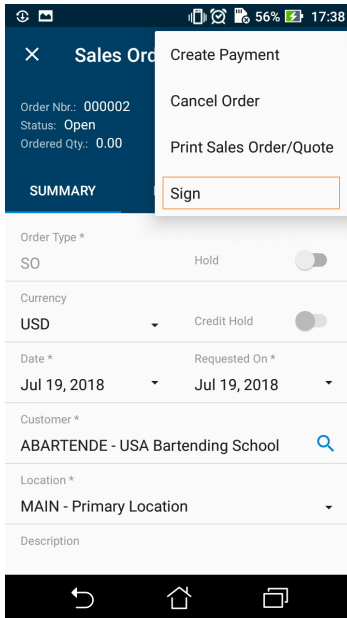 56% 17:38
Sales Ord
Create Payment
Cancel Order
Print Sales Order/Quote
Sign
Order Nbr.: 000002
Status: Open
Ordered Qty.: 0.00
SUMMARY
Order Type *
SO
Hold
Currency
USD
Credit Hold
Date *
Requested On *
Jul 19, 2018
Jul 19, 2018
Customer *
ABARTENDE - USA Bartending School
Location *
MAIN - Primary Location
Description